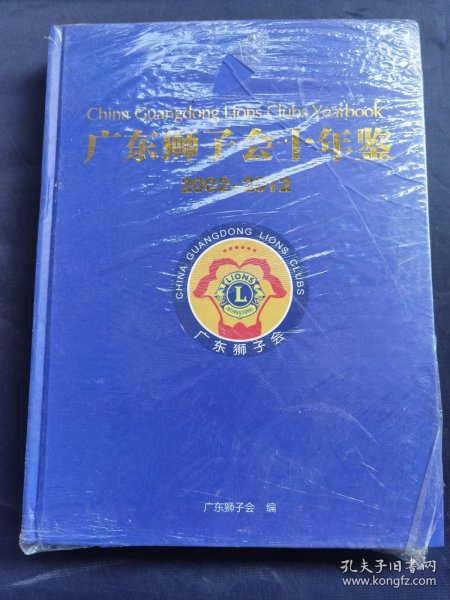 China Guangdong Lions Clubs Yearbook
广东狮子会十年鉴
2002-2012
CHINA GUANGDONG LIONS CLUBS
LIONS
L
INTERNATIONAL
广东狮子会
广东狮子会 编
孔夫子旧书网
www.kongfz.com